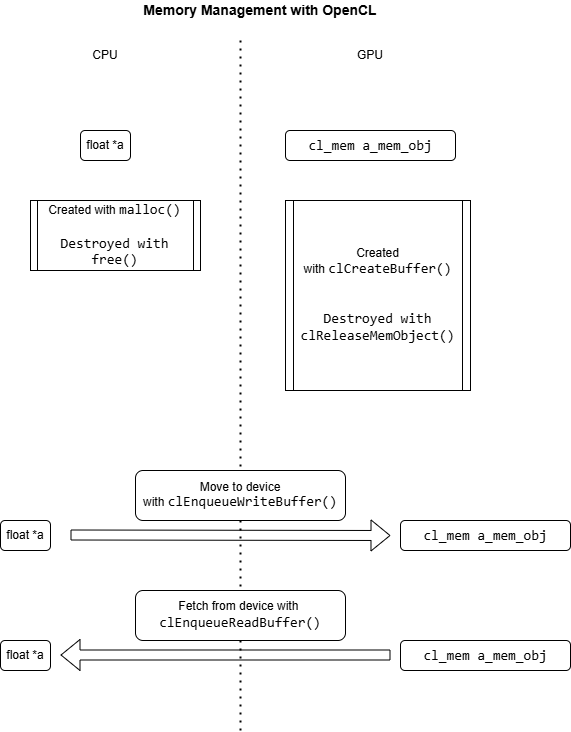 Memory Management with OpenCL
CPU
GPU
float *a
cl_mem a_mem_obj
Created with malloc()
Destroyed with
free()
Created
with clCreateBuffer()
Destroyed with
clReleaseMemObject()
Move to device
with clEnqueueWriteBuffer()
float *a
cl_mem a_mem_obj
Fetch from device with
clEnqueueReadBuffer()
float *a
cl_mem a_mem_obj